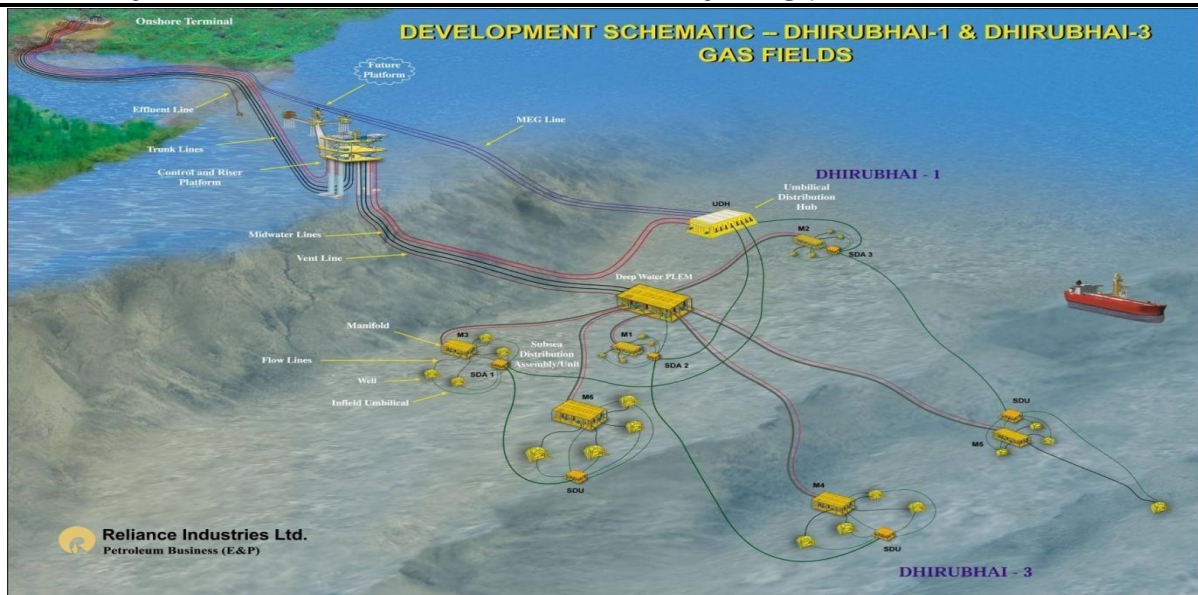 Onshore Terminal
DEVELOPMENT SCHEMATIC – DHIRUBHAI-1 & DHIRUBHAI-3
GAS FIELDS
Future
Platform
Effluent Line
MEG Line
Trunk Lines
Control and Riser
Platform
DHIRUBHAI - 1
Umbilical
Distribution
Hub
UDH
M2
SDA 3
Midwater Lines
Vent Line
Deep Water PLEM
Manifold
M3
M1
Subsea
Distribution
Assembly/Unit
Flow Lines
SDA 1
SDA 2
Well
Infield Umbilical
M6
SDU
M5
SDU
M4
SDU
Reliance Industries Ltd.
Petroleum Business (E&P)
DHIRUBHAI - 3